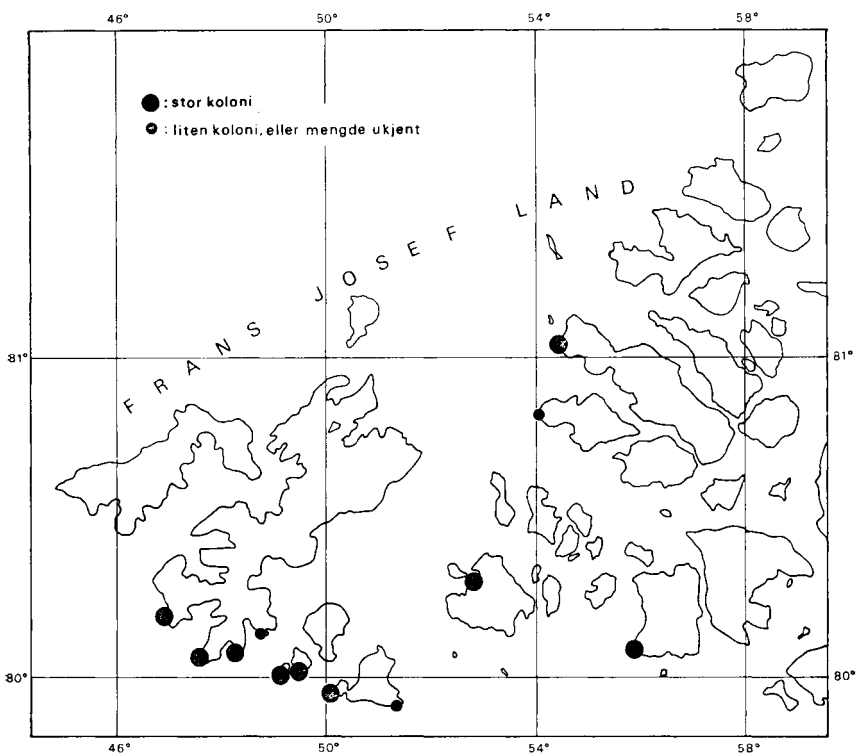 46° 50° 54° 58°
: stor koloni
: liten koloni, eller mengde ukjent
FRANS JOSEF LAND
81° 81°
80° 80°
46° 50° 54° 58°